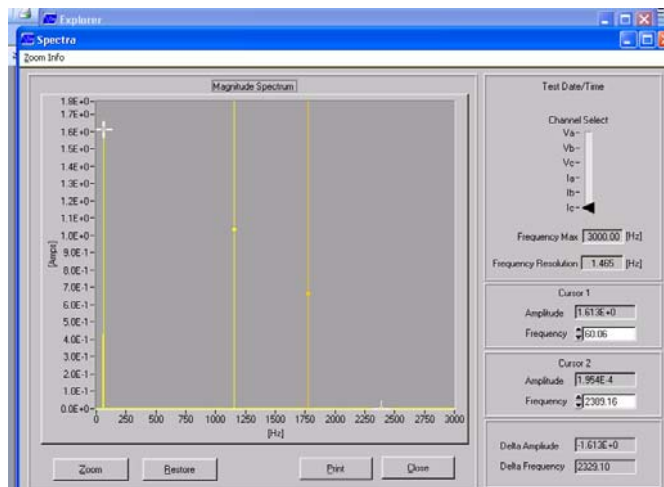 Explorer
Spectra
Zoom Info
Magnitude Spectrum
1.8E+0
1.7E+0
1.6E+0
1.5E+0
1.4E+0
1.3E+0
1.2E+0
1.1E+0
1.0E+0
9.0E-1
8.0E-1
7.0E-1
6.0E-1
5.0E-1
4.0E-1
3.0E-1
2.0E-1
1.0E-1
0.0E+0
[Amps]
0 250 500 750 1000 1250 1500 1750 2000 2250 2500 2750 3000
[Hz]
Zoom Restore Print Close
Test Date/Time
Channel Select
Va
Vb
Vc
Ia
Ib
Ic
Frequency Max 3000.00 [Hz]
Frequency Resolution 1.465 [Hz]
Cursor 1
Amplitude 1.613E+0
Frequency 60.06
Cursor 2
Amplitude 1.954E-4
Frequency 2389.16
Delta Amplitude -1.613E+0
Delta Frequency 2329.10